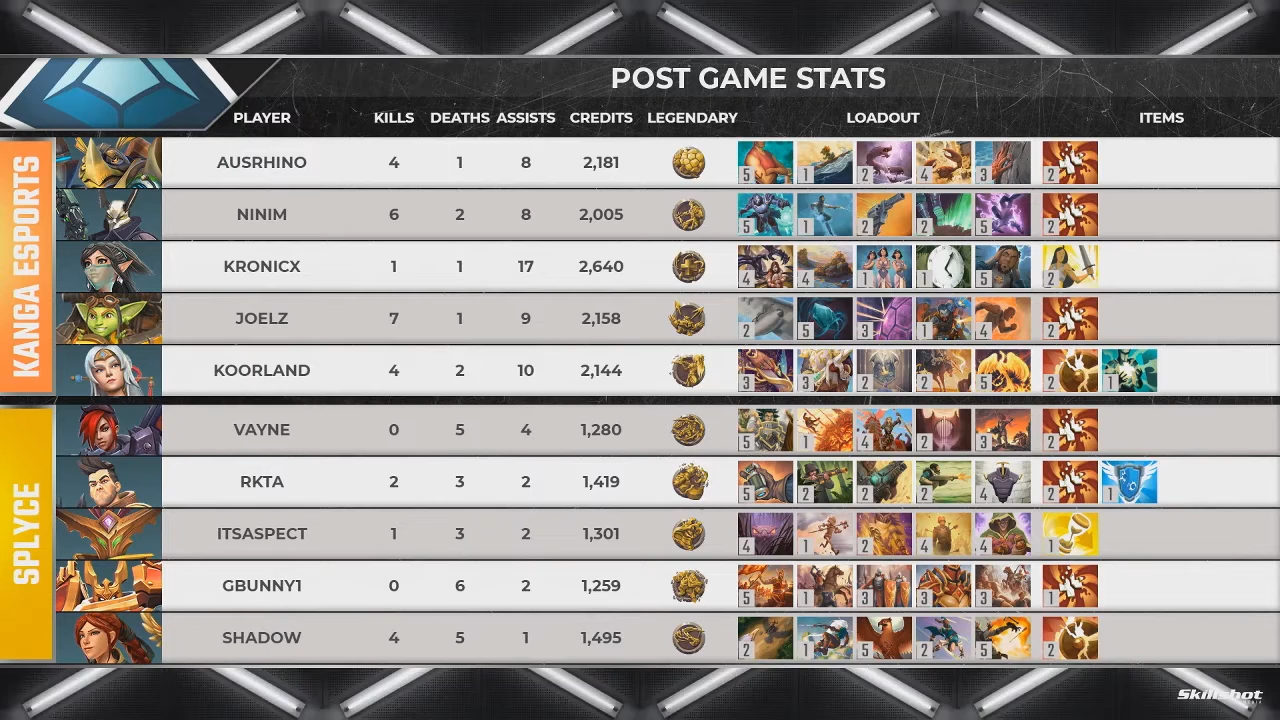 POST GAME STATS
PLAYER KILLS DEATHS ASSISTS CREDITS LEGENDARY LOADOUT ITEMS
KANGA ESPORTS
AUSRHINO 4 1 8 2,181 5 1 2 4 3 2
NINIM 6 2 8 2,005 5 1 2 2 5 2
KRONICX 1 1 17 2,640 4 4 1 1 5 2
JOELZ 7 1 9 2,158 2 5 3 1 4 2
KOORLAND 4 2 10 2,144 3 3 2 2 5 2 1
SPLYCE
VAYNE 0 5 4 1,280 5 1 4 2 3 2
RKTA 2 3 2 1,419 5 2 2 2 4 2 1
ITSASPECT 1 3 2 1,301 4 1 2 4 4 1
GBUNNY1 0 6 2 1,259 5 1 3 3 3 1
SHADOW 4 5 1 1,495 2 1 5 2 5 2
Skillshot